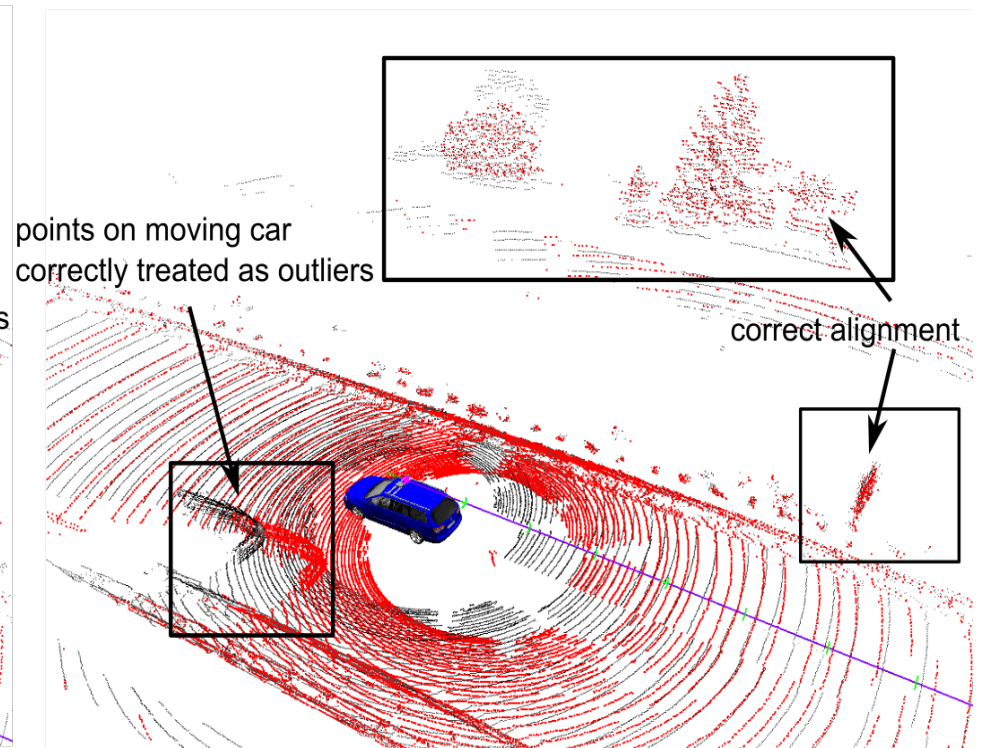 points on moving car
correctly treated as outliers
s
correct alignment